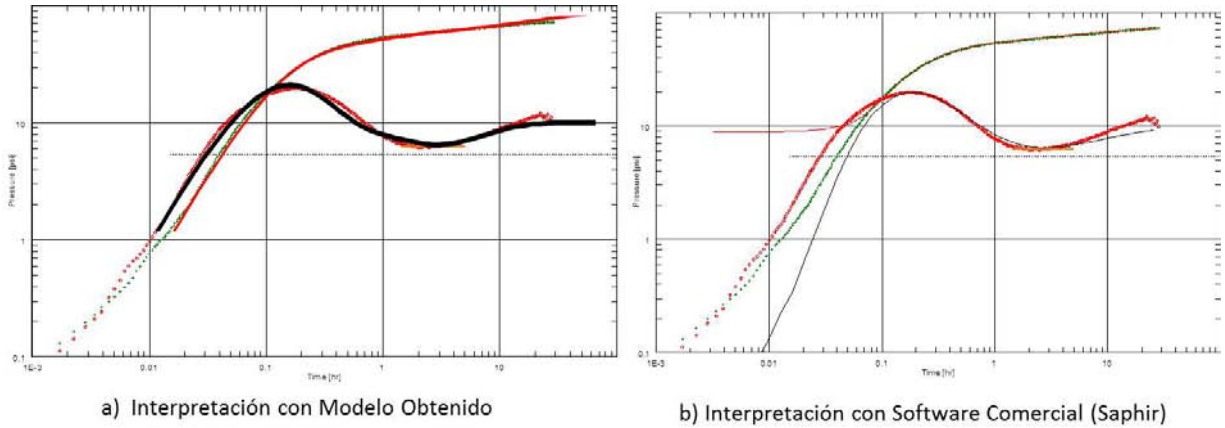 10
1
0.1
Pressure [psi]
1E-3
0.01
0.1
1
10
Time [hr]
a) Interpretación con Modelo Obtenido
10
1
0.1
Pressure [psi]
1E-3
0.01
0.1
1
10
Time [hr]
b) Interpretación con Software Comercial (Saphir)